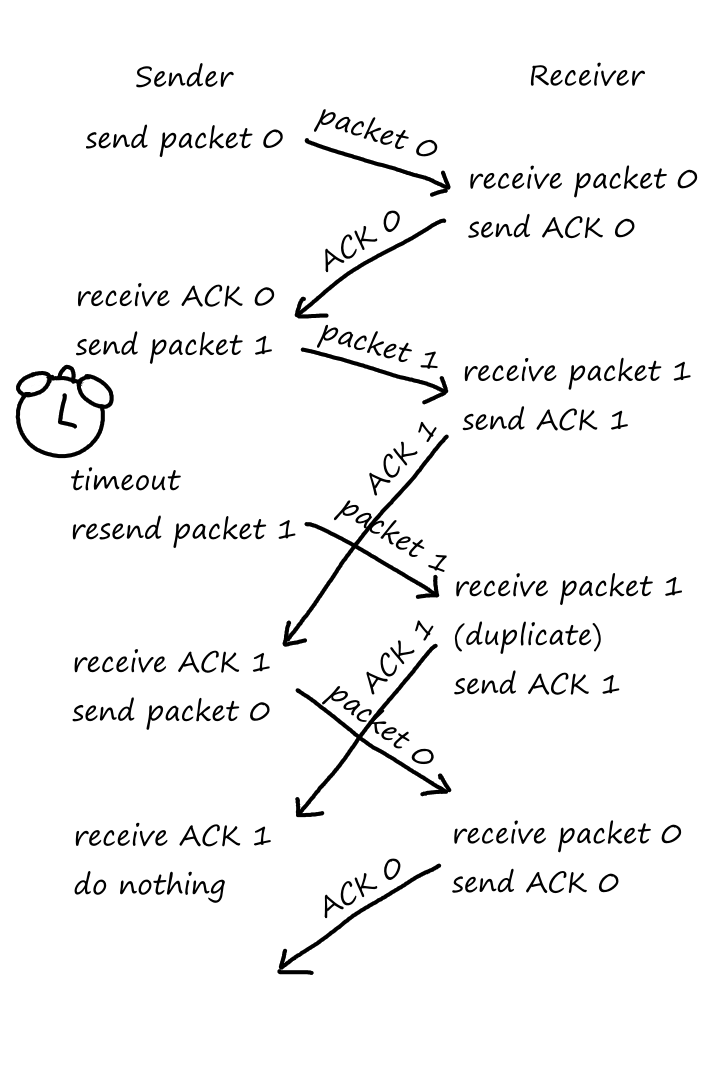 Sender
Receiver
send packet 0
packet 0
receive packet 0
send ACK 0
ACK 0
receive ACK 0
send packet 1
packet 1
receive packet 1
send ACK 1
ACK 1
timeout
resend packet 1
packet 1
receive packet 1
(duplicate)
send ACK 1
ACK 1
receive ACK 1
send packet 0
packet 0
receive ACK 1
do nothing
receive packet 0
send ACK 0
ACK 0